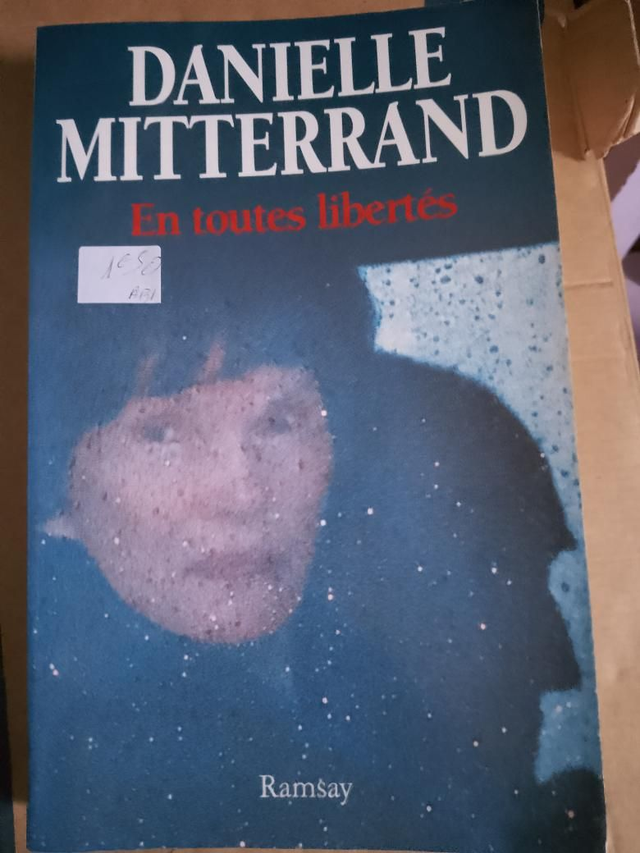 DANIELLE
MITTERRAND
En toutes libertés
1€50
Ramsay